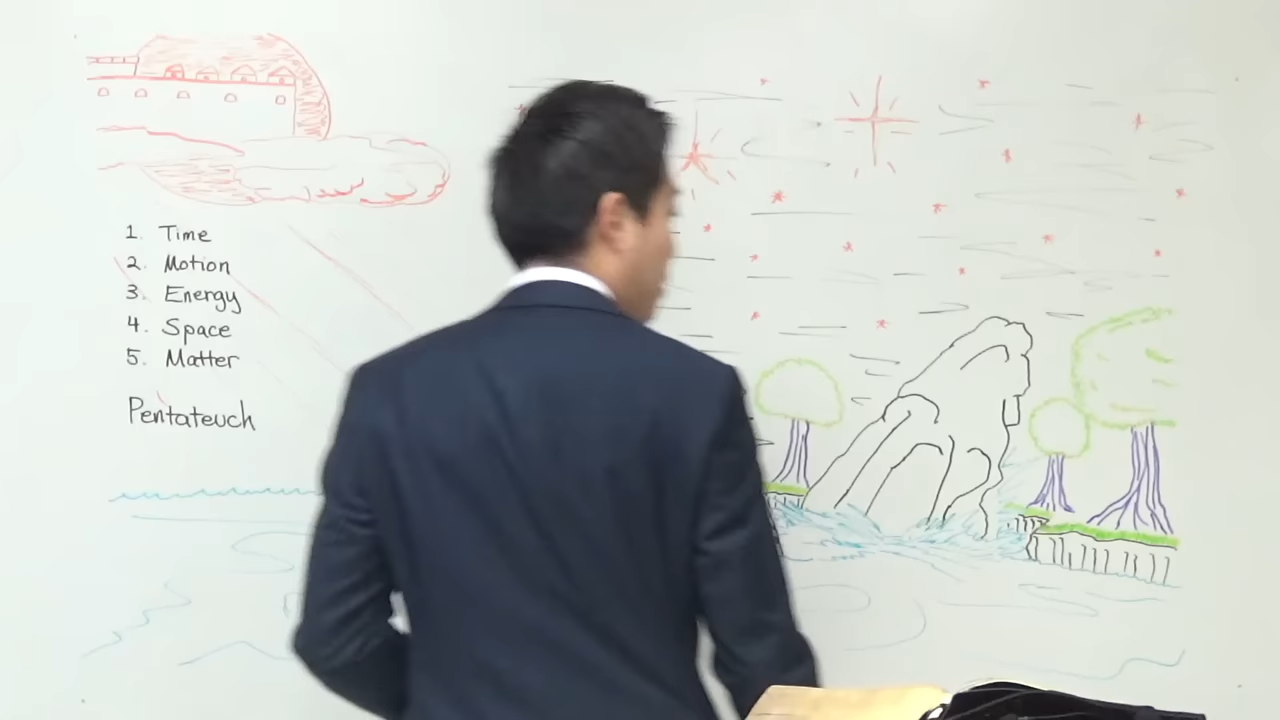 1. Time
2. Motion
3. Energy
4. Space
5. Matter
Pentateuch